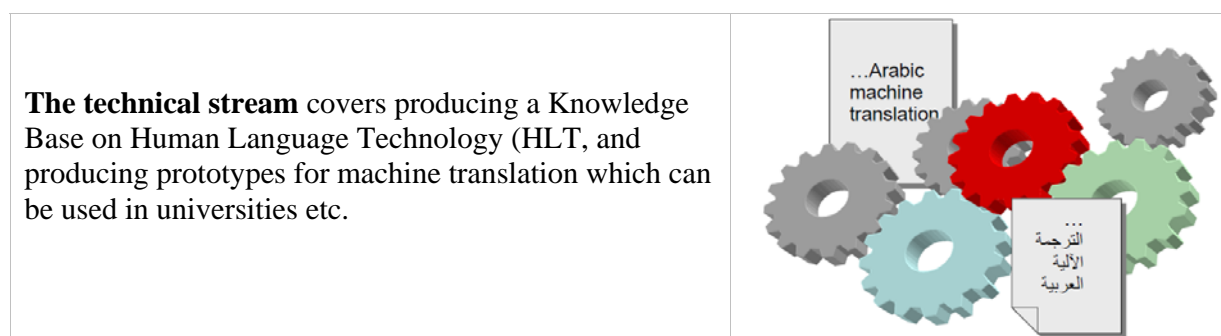 The technical stream covers producing a Knowledge
Base on Human Language Technology (HLT, and
producing prototypes for machine translation which can
be used in universities etc.
...Arabic
machine
translation
...
الترجمة
الآلية
العربية